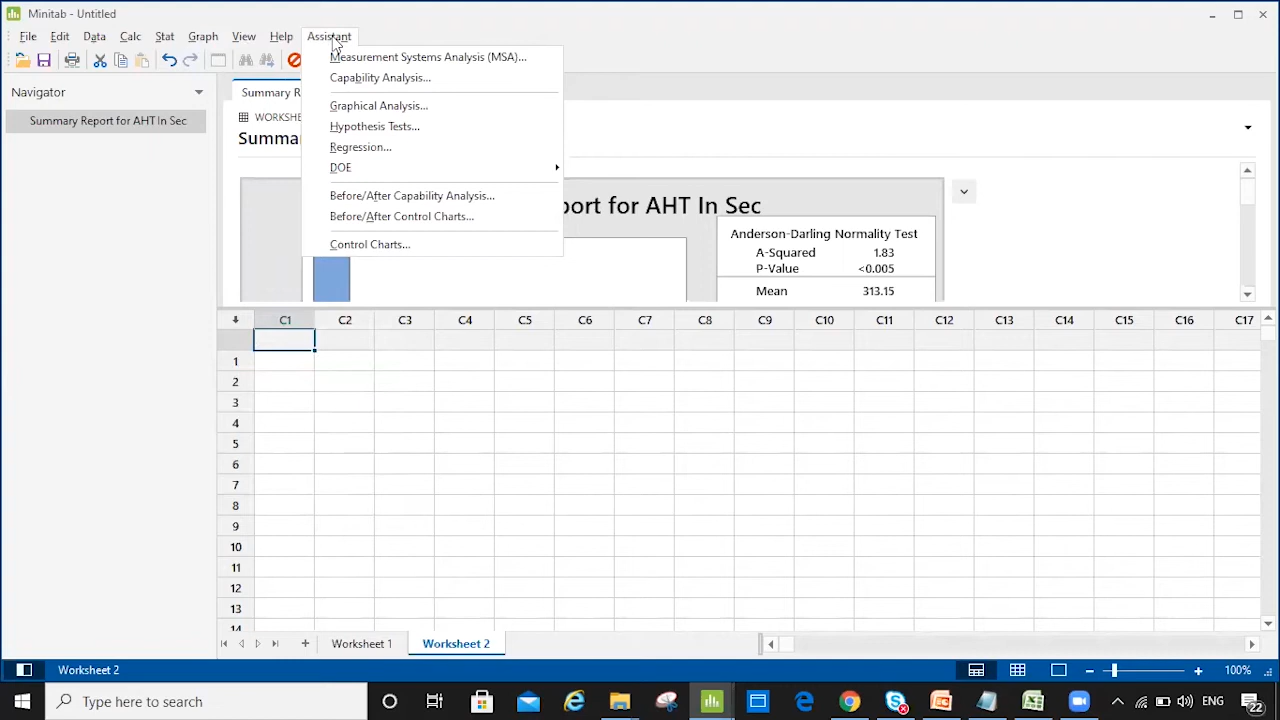 Minitab - Untitled
File Edit Data Calc Stat Graph View Help Assistant
Measurement Systems Analysis (MSA)...
Capability Analysis...
Graphical Analysis...
Hypothesis Tests...
Regression...
DOE
Before/After Capability Analysis...
Before/After Control Charts...
Control Charts...
Navigator
Summary Report for AHT In Sec
Summary R
WORKSHE
Summa
port for AHT In Sec
Anderson-Darling Normality Test
A-Squared 1.83
P-Value <0.005
Mean 313.15
C1 C2 C3 C4 C5 C6 C7 C8 C9 C10 C11 C12 C13 C14 C15 C16 C17
1
2
3
4
5
6
7
8
9
10
11
12
13
14
Worksheet 1 Worksheet 2
Worksheet 2 100%
Type here to search
ENG
22